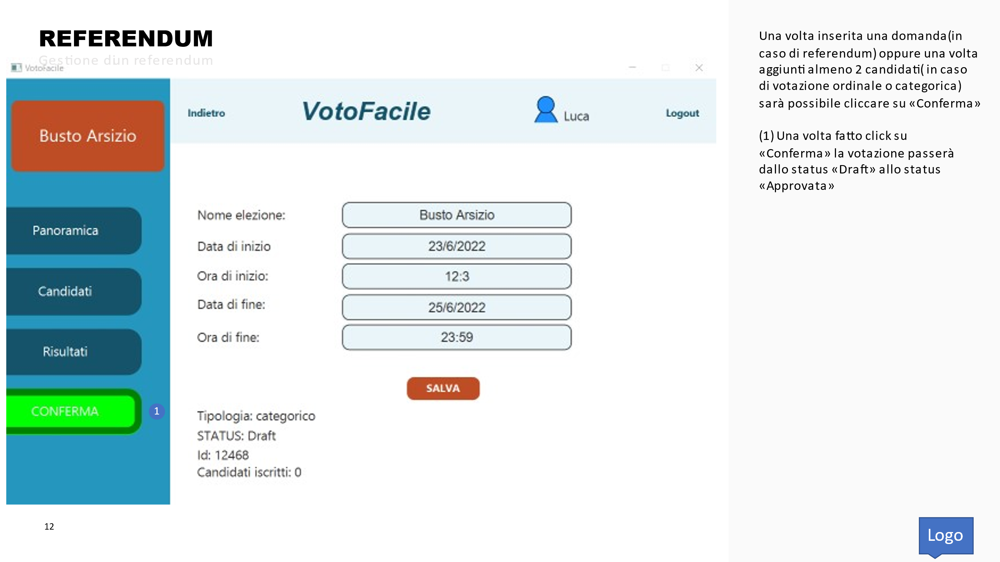 REFERENDUM
Gestione diun referendum
VotoFacile
Busto Arsizio
Indietro
VotoFacile
Luca
Logout
Panoramica
Candidati
Risultati
CONFERMA
1
Nome elezione:
Busto Arsizio
Data di inizio
23/6/2022
Ora di inizio:
12:3
Data di fine:
25/6/2022
Ora di fine:
23:59
SALVA
Tipologia: categorico
STATUS: Draft
Id: 12468
Candidati iscritti: 0
Una volta inserita una domanda(in
caso di referendum) oppure una volta
aggiunti almeno 2 candidati( in caso
di votazione ordinale o categorica)
sarà possibile cliccare su «Conferma»
(1) Una volta fatto click su
«Conferma» la votazione passerà
dallo status «Draft» allo status
«Approvata»
12
Logo